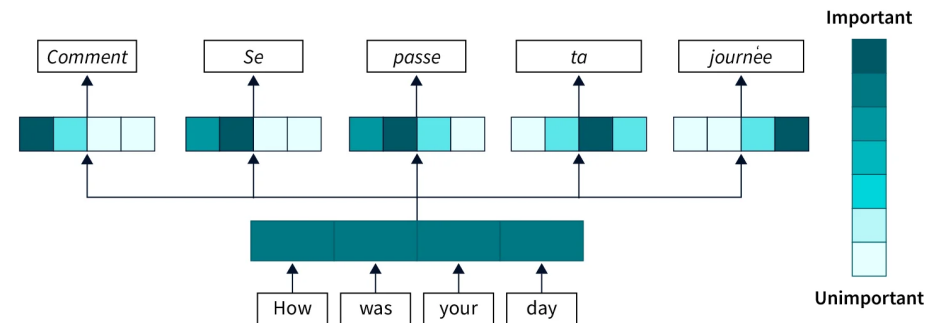 Important
Comment Se passe ta journée
Unimportant
How was your day